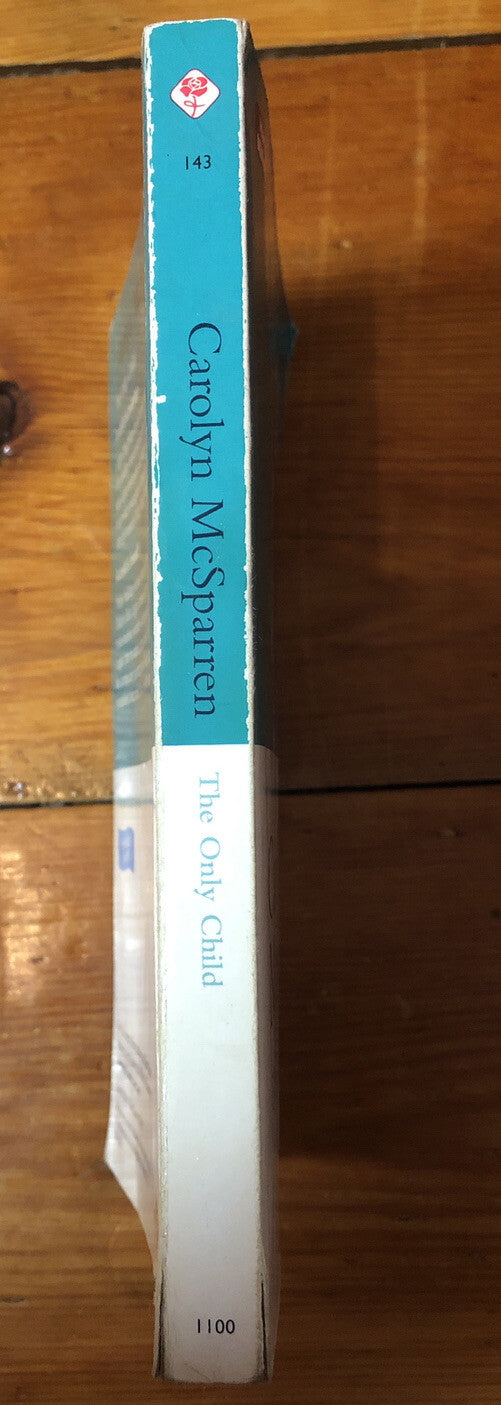 143
Carolyn McSparren
The Only Child
1100